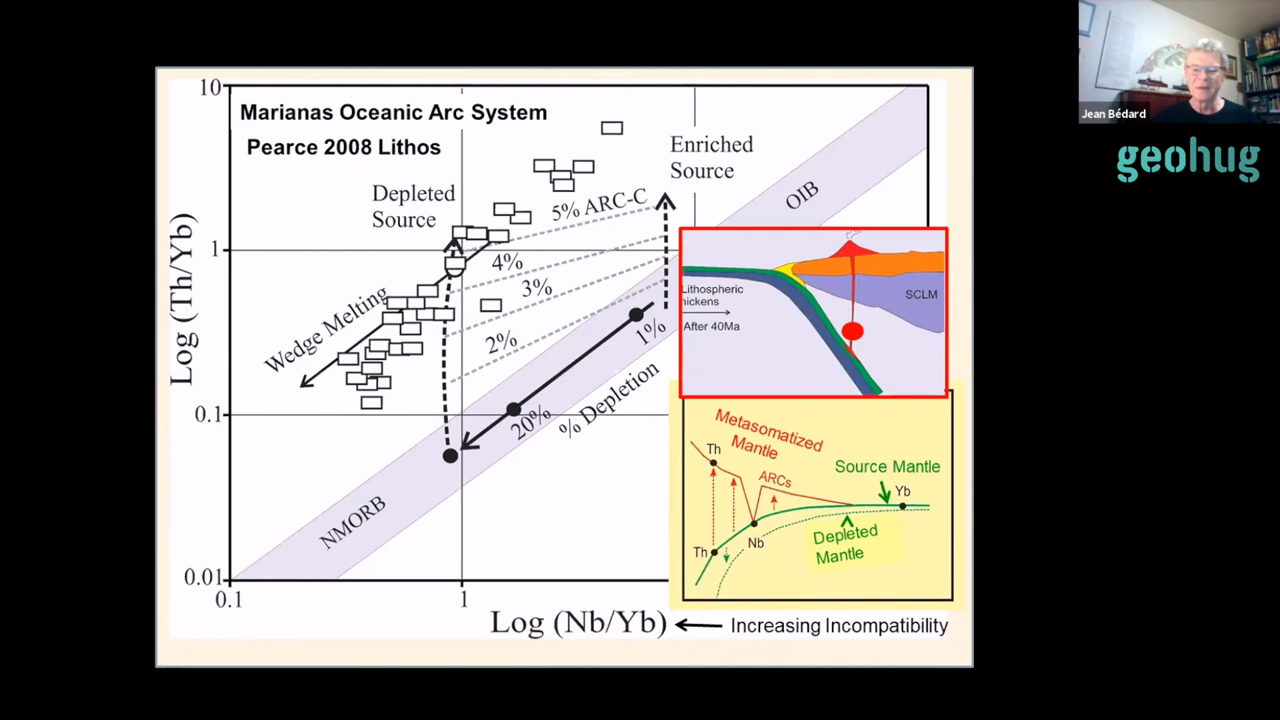 Marianas Oceanic Arc System
Pearce 2008 Lithos
Log (Th/Yb)
10
1
0.1
0.01
0.1
1
Log (Nb/Yb)
Increasing Incompatibility
Depleted
Source
Enriched
Source
5% ARC-C
4%
3%
2%
1%
20%
% Depletion
Wedge Melting
OIB
NMORB
Lithospheric
hickens
After 40Ma
SCLM
Metasomatized
Mantle
Th
ARCs
Source Mantle
Yb
Nb
Th
Depleted
Mantle
Jean Bédard
geohug